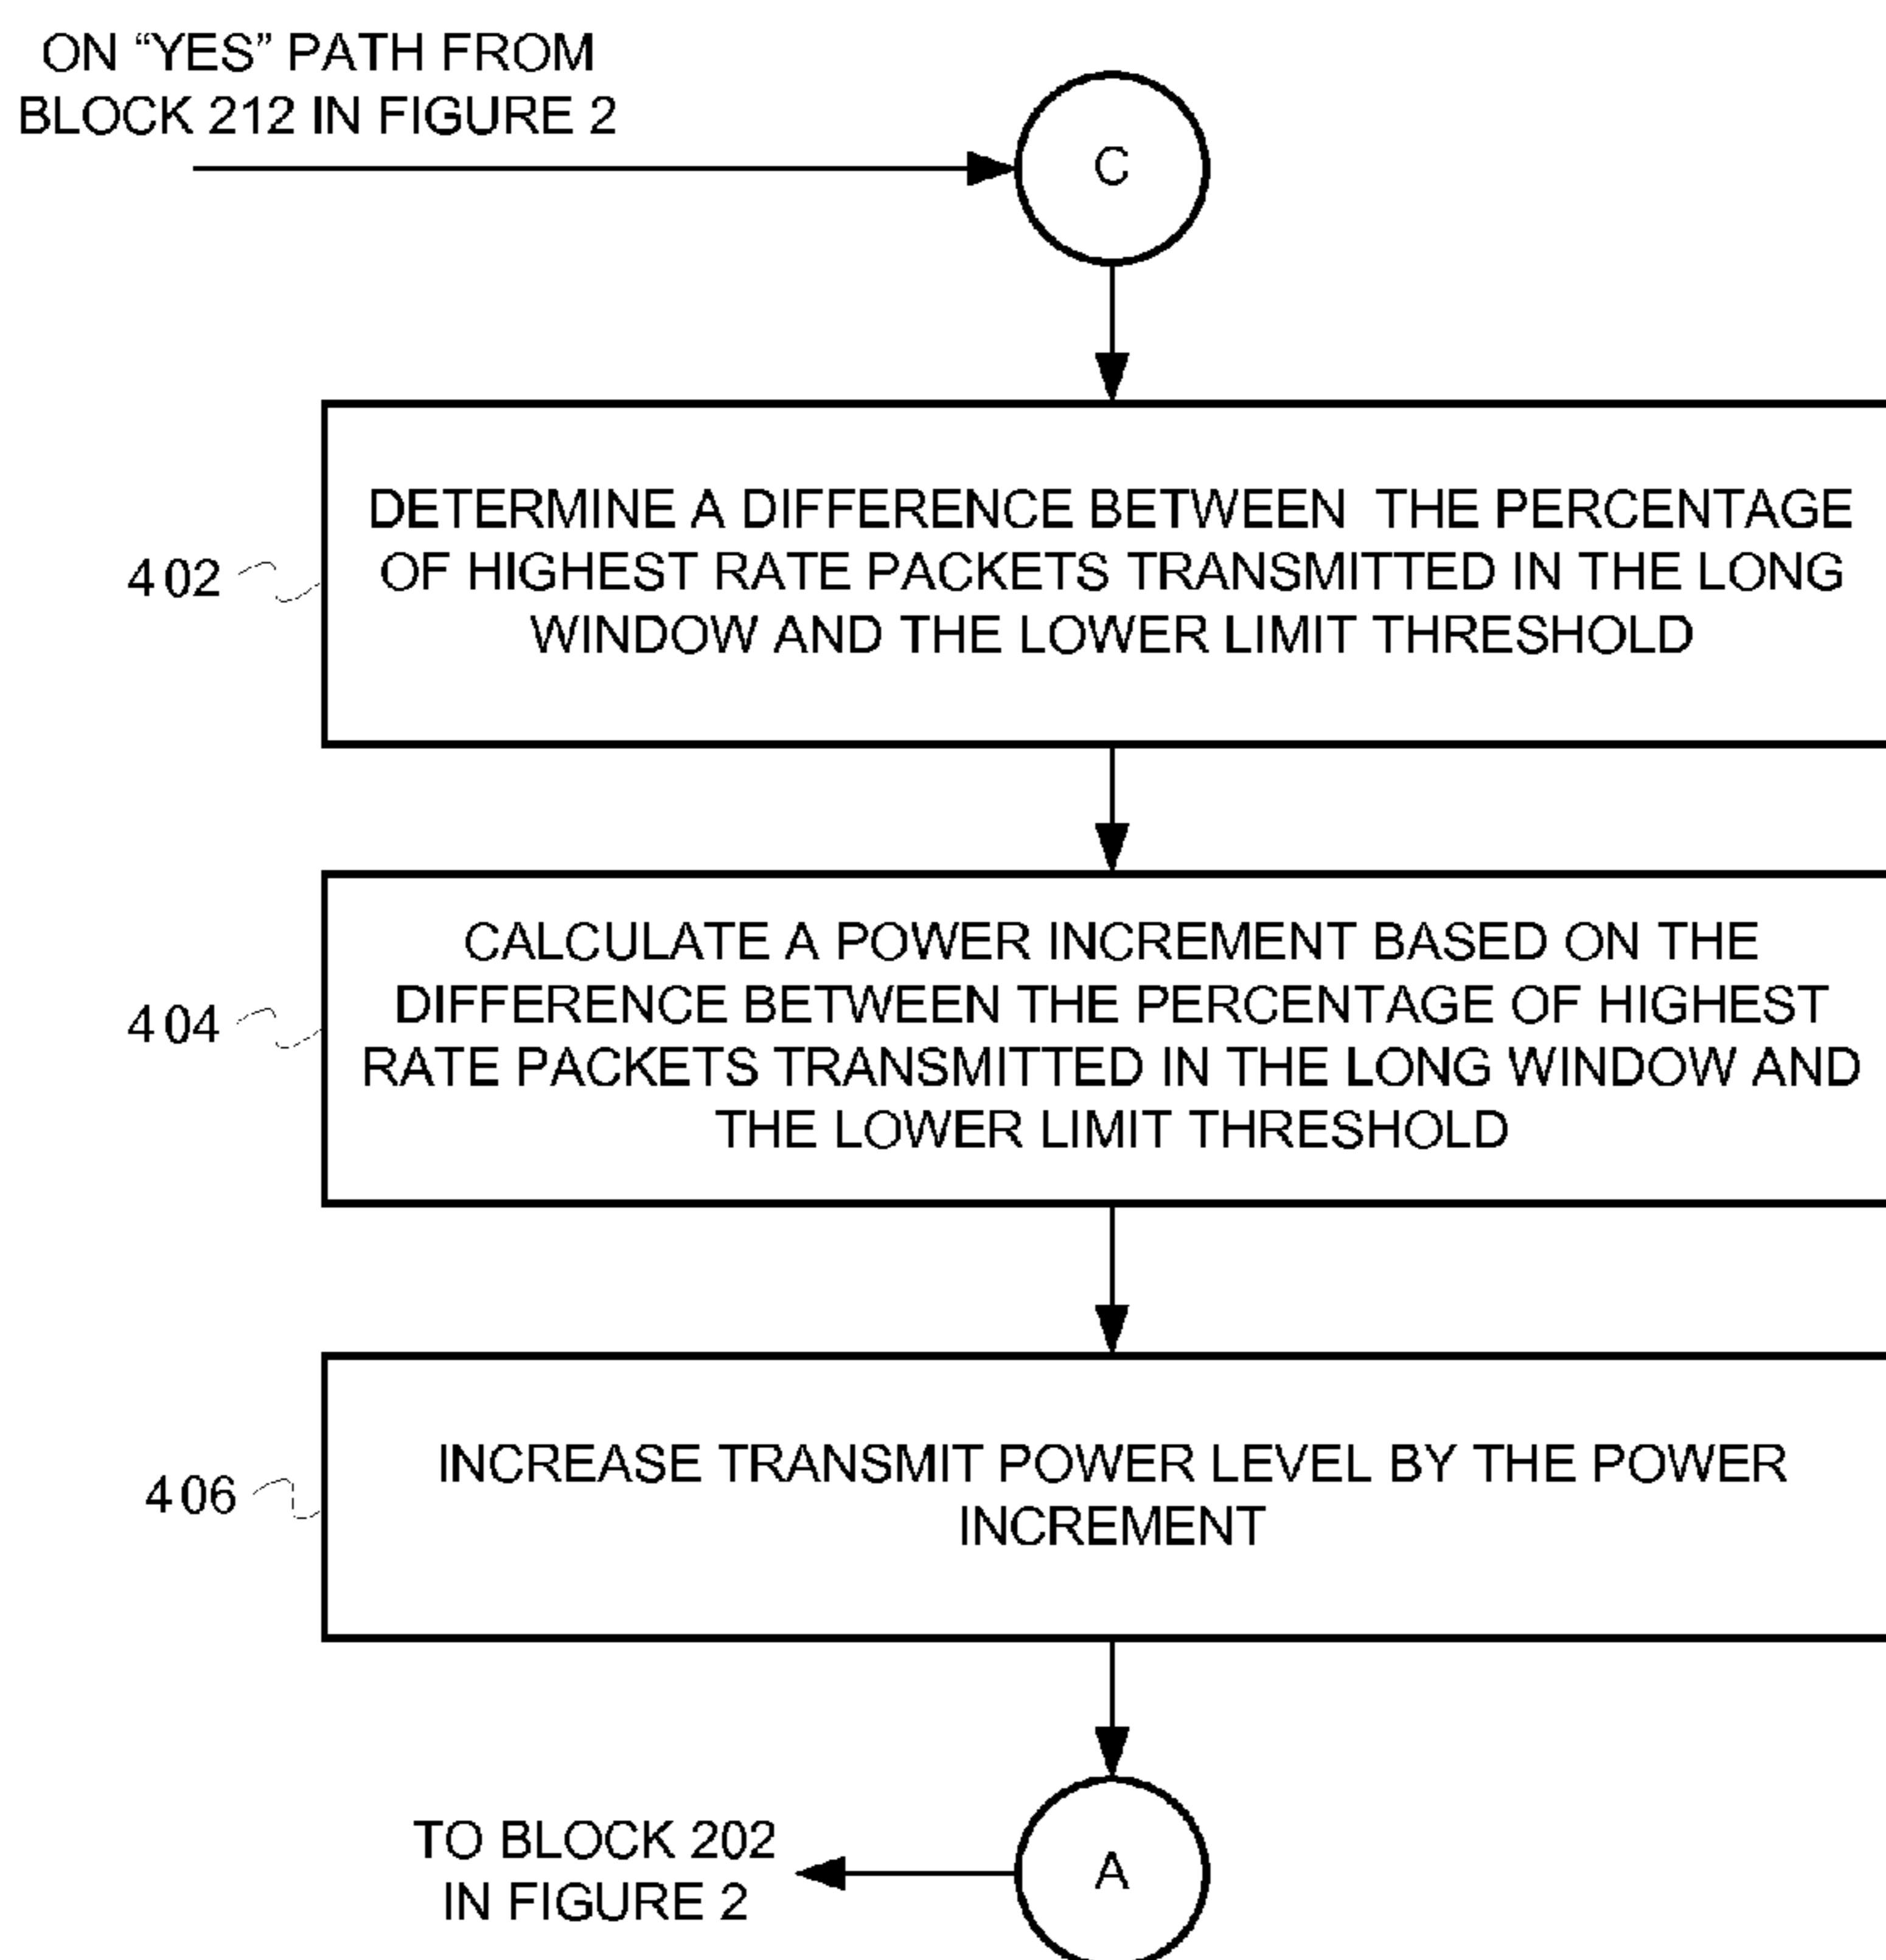 ON “YES” PATH FROM
BLOCK 212 IN FIGURE 2
C
DETERMINE A DIFFERENCE BETWEEN THE PERCENTAGE
OF HIGHEST RATE PACKETS TRANSMITTED IN THE LONG
WINDOW AND THE LOWER LIMIT THRESHOLD
402
CALCULATE A POWER INCREMENT BASED ON THE
DIFFERENCE BETWEEN THE PERCENTAGE OF HIGHEST
RATE PACKETS TRANSMITTED IN THE LONG WINDOW AND
THE LOWER LIMIT THRESHOLD
404
INCREASE TRANSMIT POWER LEVEL BY THE POWER
INCREMENT
406
TO BLOCK 202
IN FIGURE 2
A